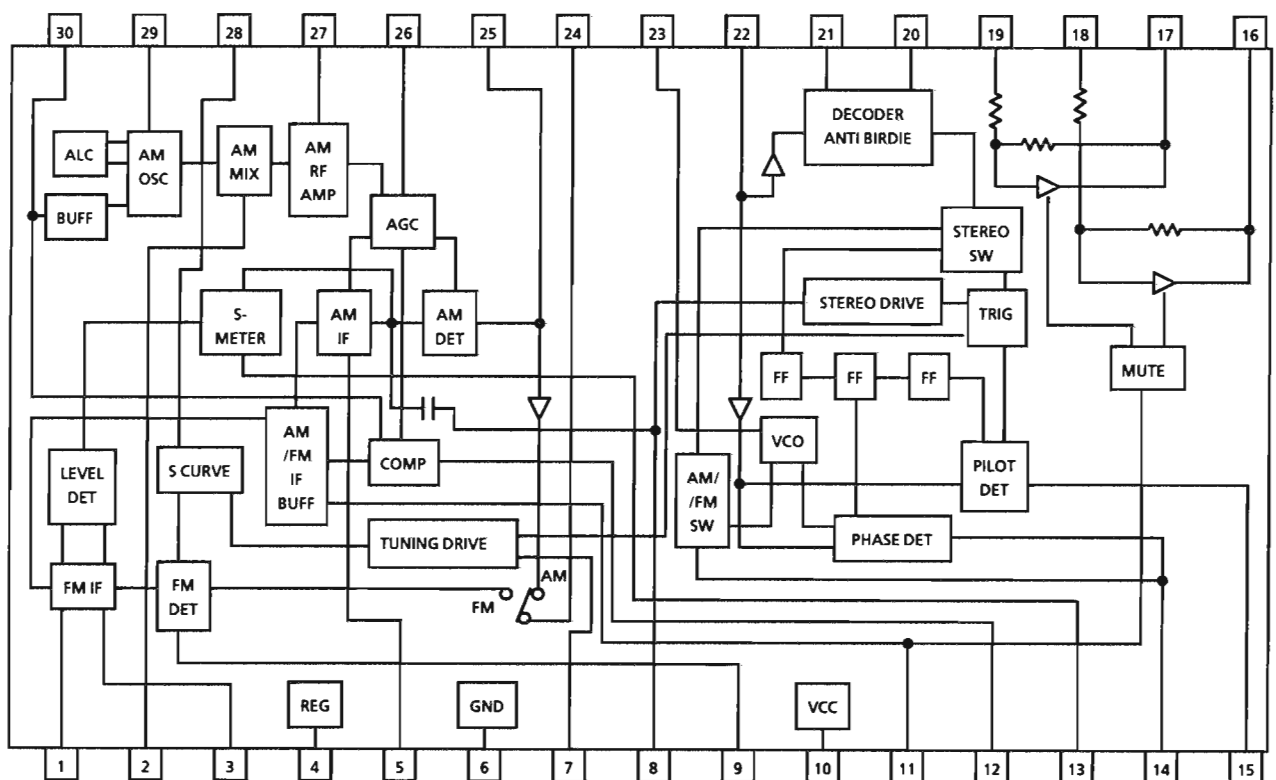 30 29 28 27 26 25 24 23 22 21 20 19 18 17 16
ALC
AM
OSC
AM
MIX
AM
RF
AMP
DECODER
ANTI BIRDIE
BUFF
AGC
STEREO
SW
S-
METER
AM
IF
AM
DET
STEREO DRIVE
TRIG
FF
FF
FF
MUTE
LEVEL
DET
S CURVE
AM
/FM
IF
BUFF
COMP
VCO
AM/
/FM
SW
PILOT
DET
TUNING DRIVE
PHASE DET
FM IF
FM
DET
FM
AM
REG
GND
VCC
1 2 3 4 5 6 7 8 9 10 11 12 13 14 15